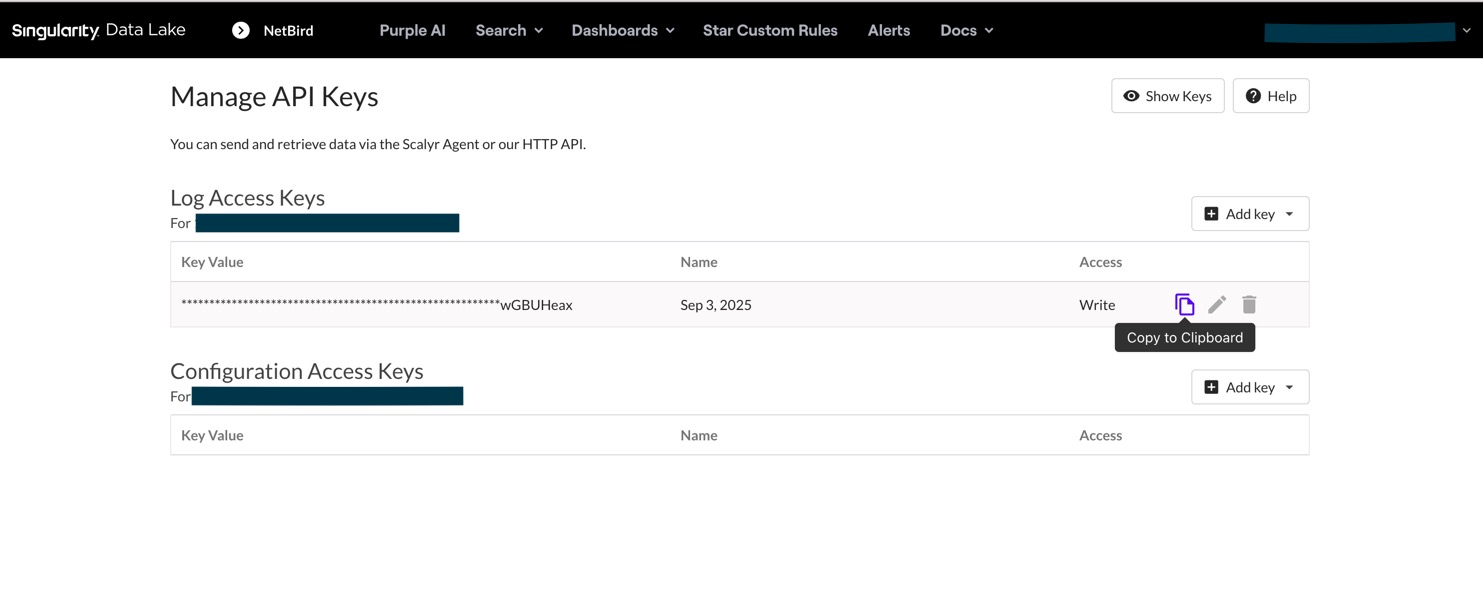 Singularity Data Lake NetBird Purple AI Search Dashboards Star Custom Rules Alerts Docs
Manage API Keys Show Keys Help
You can send and retrieve data via the Scalyr Agent or our HTTP API.
Log Access Keys
For Add key
Key Value Name Access
*********************************************************wGBUHeax Sep 3, 2025 Write
Copy to Clipboard
Configuration Access Keys
For Add key
Key Value Name Access